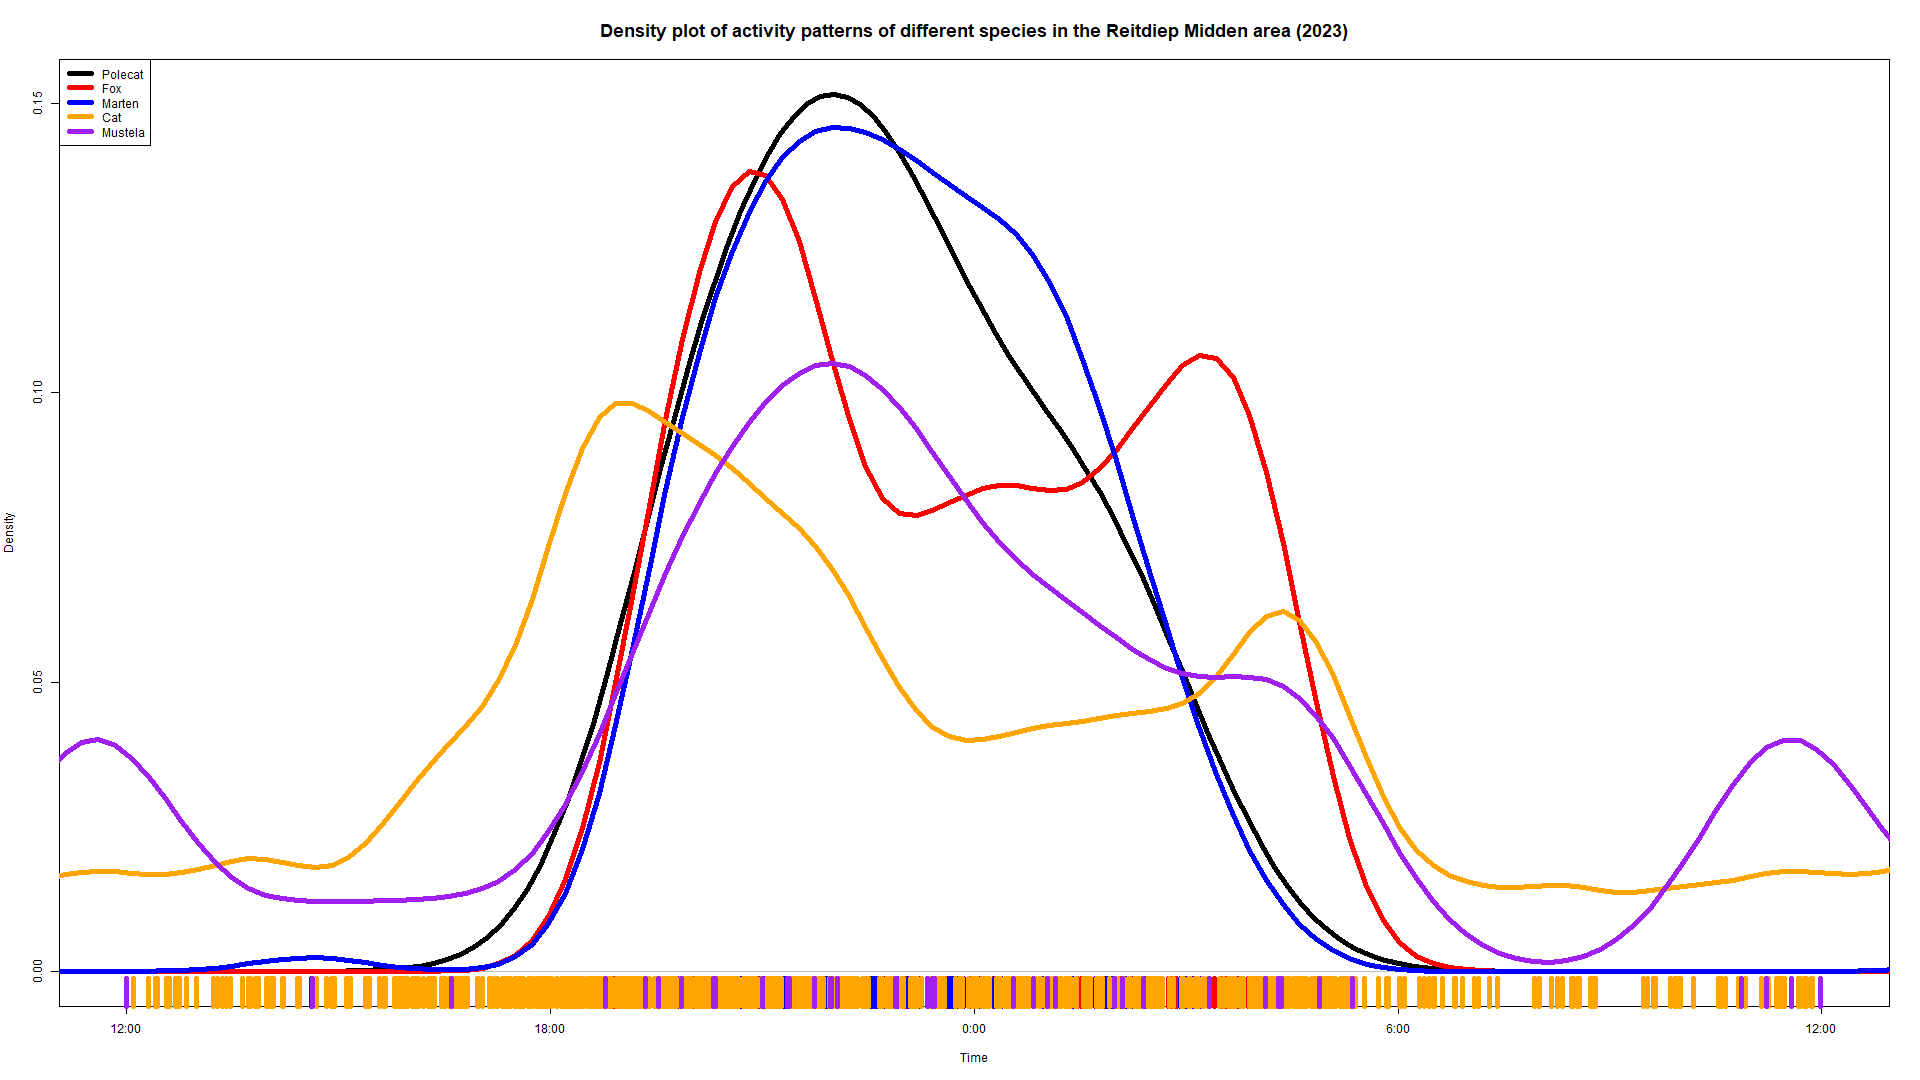 Density plot of activity patterns of different species in the Reitdiep Midden area (2023)
Polecat
Fox
Marten
Cat
Mustela
0.15
0.10
0.05
0.00
Density
12:00 18:00 0:00 6:00 12:00
Time